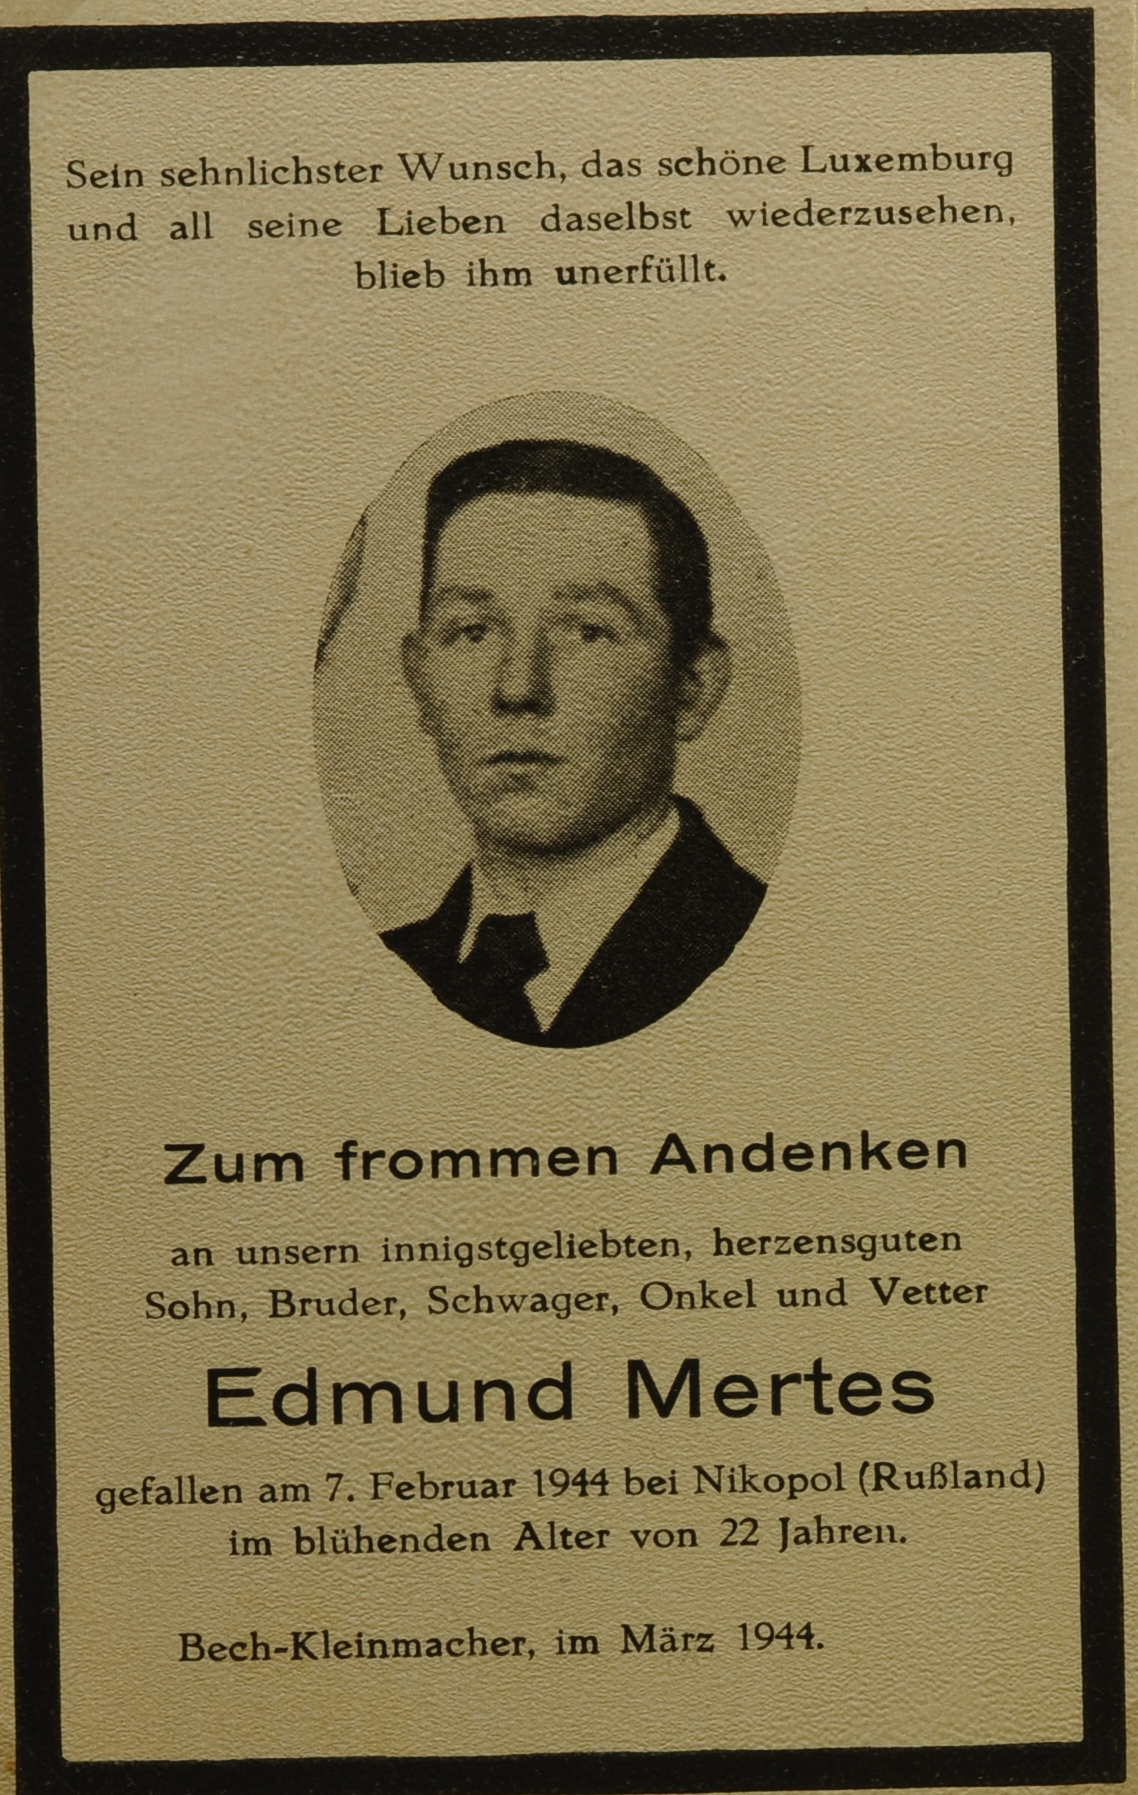 Sein sehnlichster Wunsch, das schöne Luxemburg
und all seine Lieben daselbst wiederzusehen,
blieb ihm unerfüllt.
Zum frommen Andenken
an unsern innigstgeliebten, herzensguten
Sohn, Bruder, Schwager, Onkel und Vetter
Edmund Mertes
gefallen am 7. Februar 1944 bei Nikopol (Rußland)
im blühenden Alter von 22 Jahren.
Bech-Kleinmacher, im März 1944.